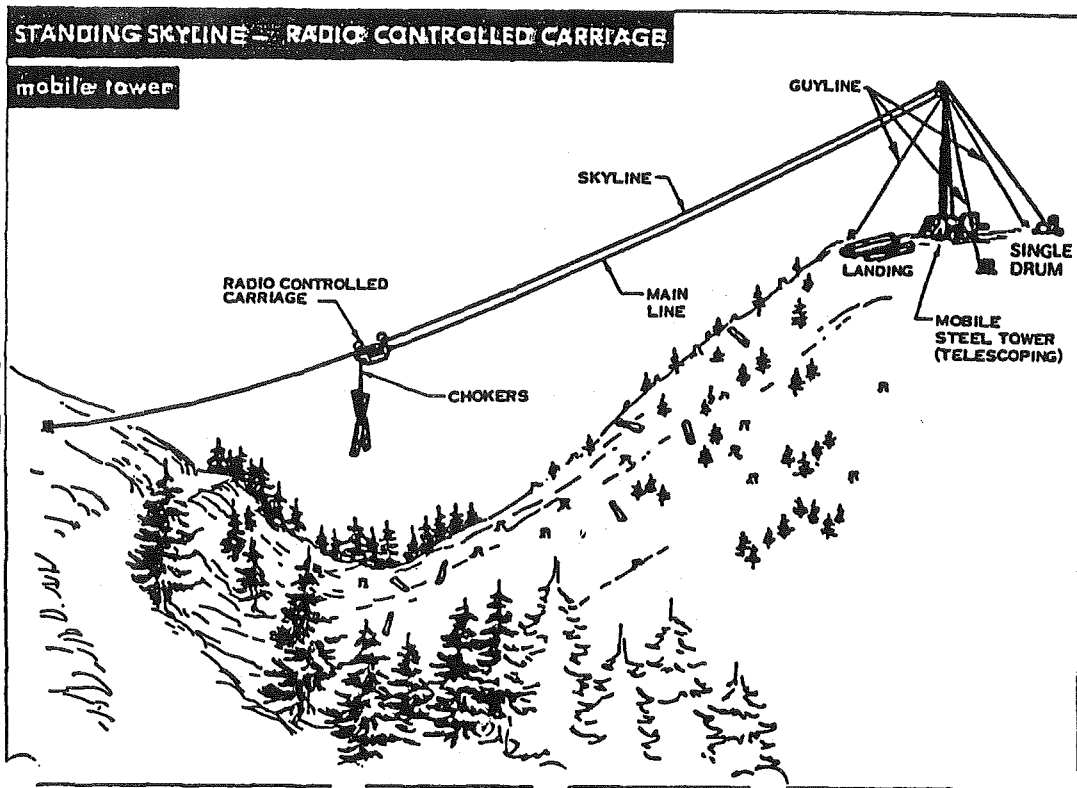 STANDING SKYLINE - RADIO CONTROLLED CARRIAGE
mobile tower
GUYLINE
SKYLINE
SINGLE
DRUM
LANDING
RADIO CONTROLLED
CARRIAGE
MAIN
LINE
MOBILE
STEEL TOWER
(TELESCOPING)
CHOKERS